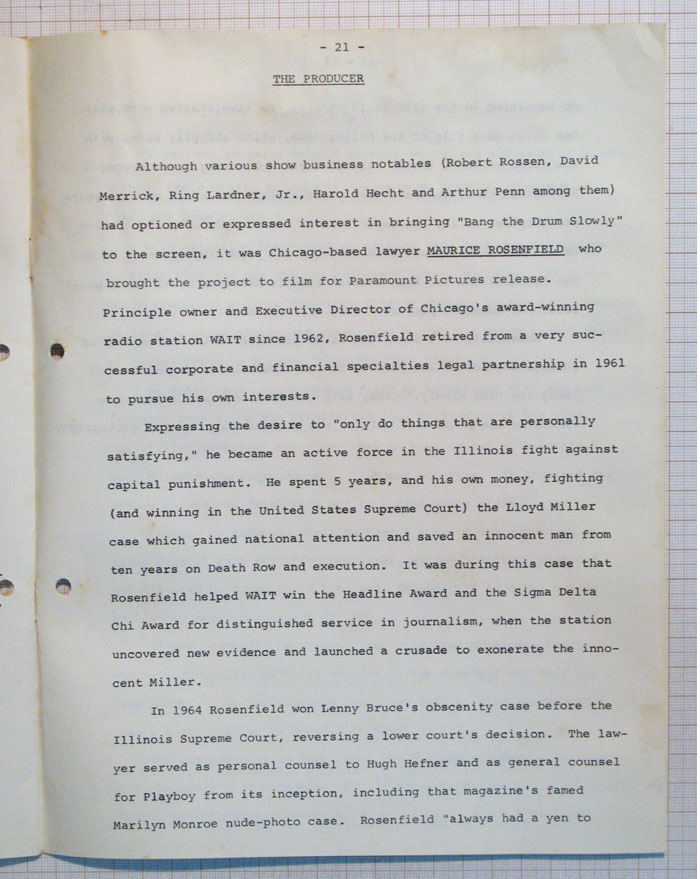 - 21 -
THE PRODUCER
Although various show business notables (Robert Rossen, David
Merrick, Ring Lardner, Jr., Harold Hecht and Arthur Penn among them)
had optioned or expressed interest in bringing "Bang the Drum Slowly"
to the screen, it was Chicago-based lawyer MAURICE ROSENFIELD who
brought the project to film for Paramount Pictures release.
Principle owner and Executive Director of Chicago's award-winning
radio station WAIT since 1962, Rosenfield retired from a very suc-
cessful corporate and financial specialties legal partnership in 1961
to pursue his own interests.
Expressing the desire to "only do things that are personally
satisfying," he became an active force in the Illinois fight against
capital punishment. He spent 5 years, and his own money, fighting
(and winning in the United States Supreme Court) the Lloyd Miller
case which gained national attention and saved an innocent man from
ten years on Death Row and execution. It was during this case that
Rosenfield helped WAIT win the Headline Award and the Sigma Delta
Chi Award for distinguished service in journalism, when the station
uncovered new evidence and launched a crusade to exonerate the inno-
cent Miller.
In 1964 Rosenfield won Lenny Bruce's obscenity case before the
Illinois Supreme Court, reversing a lower court's decision. The law-
yer served as personal counsel to Hugh Hefner and as general counsel
for Playboy from its inception, including that magazine's famed
Marilyn Monroe nude-photo case. Rosenfield "always had a yen to